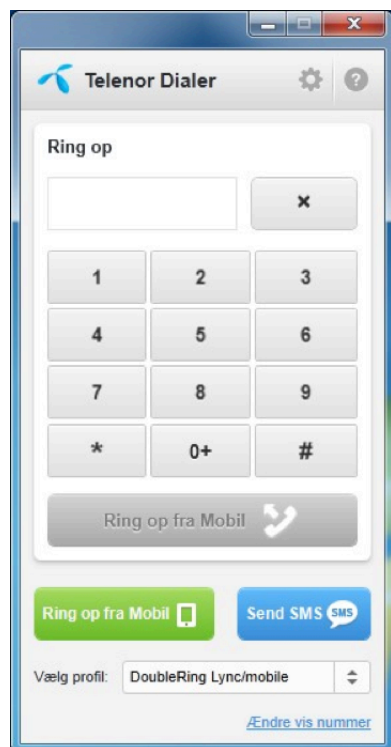 Telenor Dialer
Ring op
1 2 3
4 5 6
7 8 9
* 0+ #
Ring op fra Mobil
Ring op fra Mobil Send SMS SMS
Vælg profil: DoubleRing Lync/mobile
Ændre vis nummer